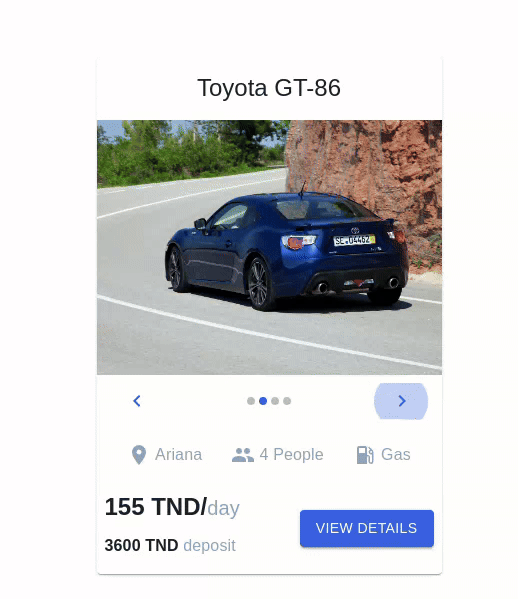 Toyota GT-86
Ariana
4 People
Gas
155 TND/day
3600 TND deposit
VIEW DETAILS